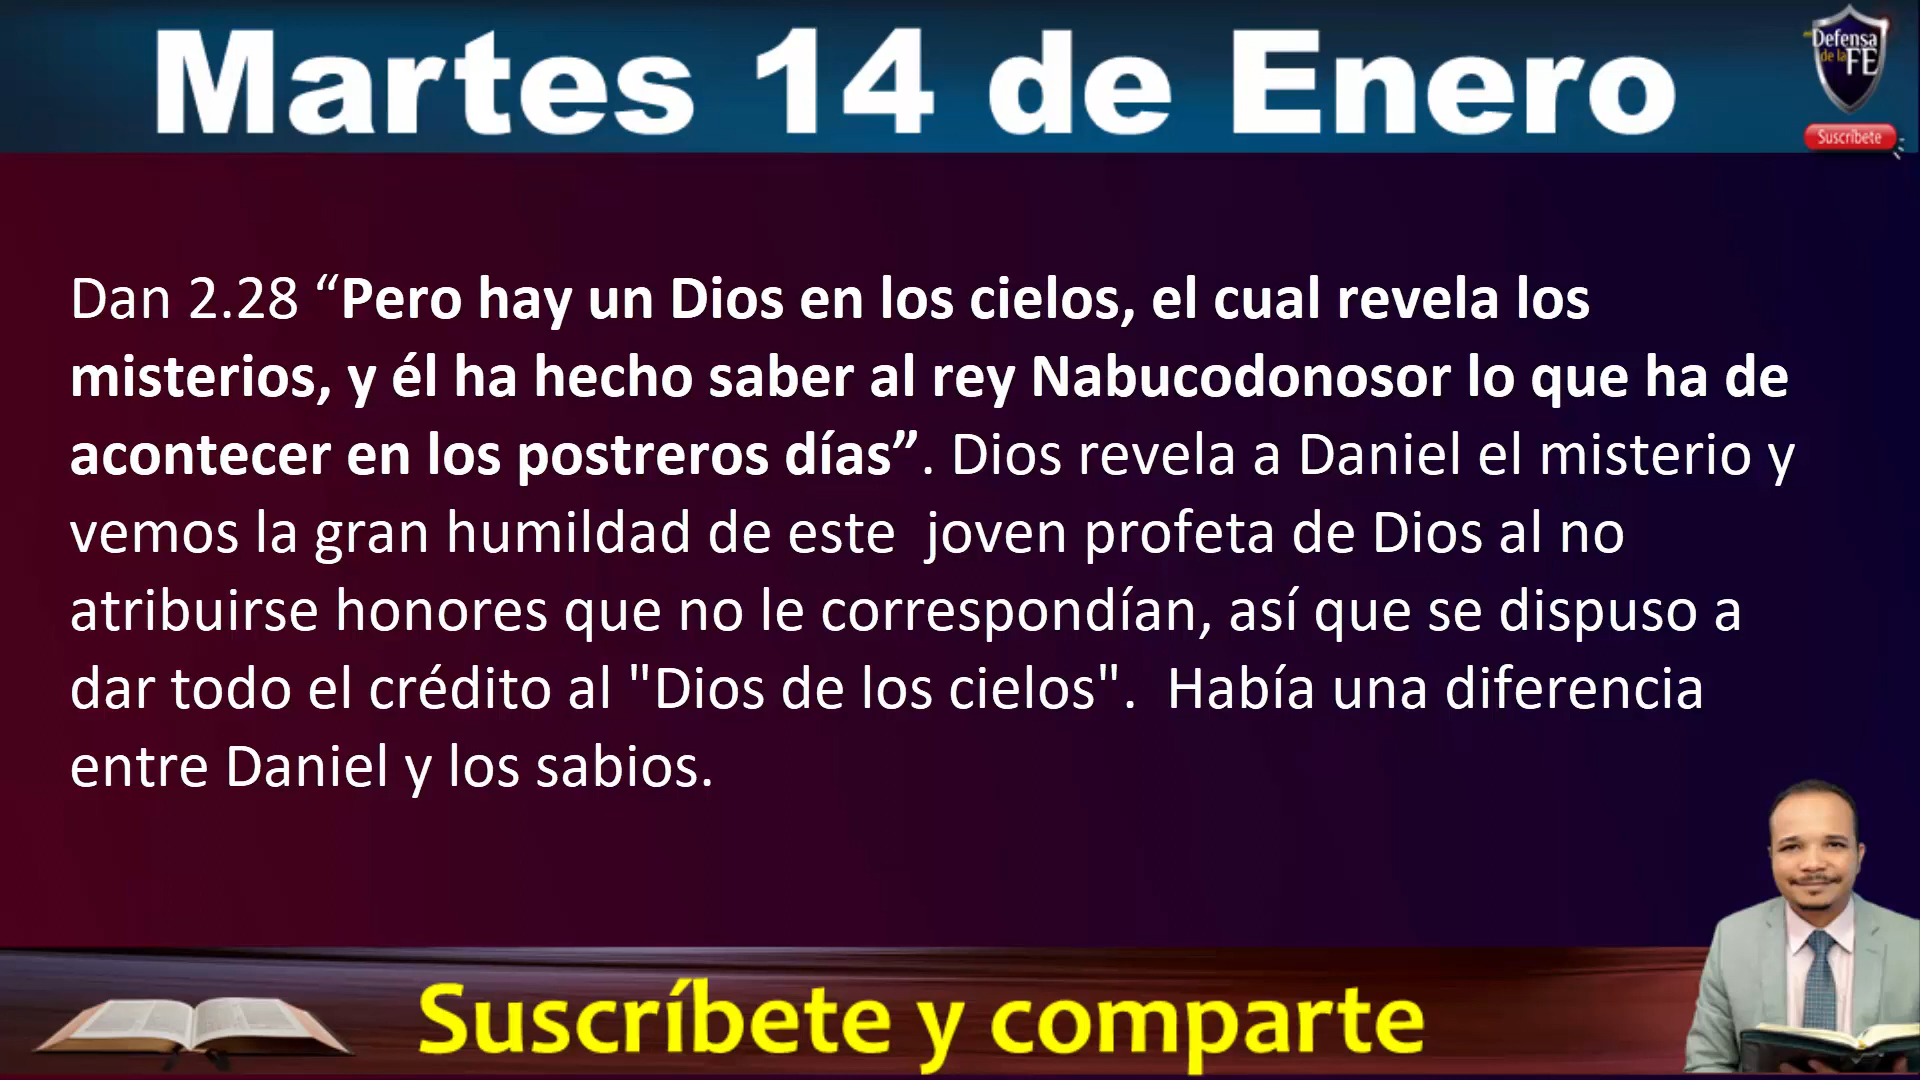 Martes 14 de Enero
Defensa
de la FE
Suscríbete
Dan 2.28 “Pero hay un Dios en los cielos, el cual revela los
misterios, y él ha hecho saber al rey Nabucodonosor lo que ha de
acontecer en los postreros días”. Dios revela a Daniel el misterio y
vemos la gran humildad de este  joven profeta de Dios al no
atribuirse honores que no le correspondían, así que se dispuso a
dar todo el crédito al "Dios de los cielos".  Había una diferencia
entre Daniel y los sabios.
Suscríbete y comparte